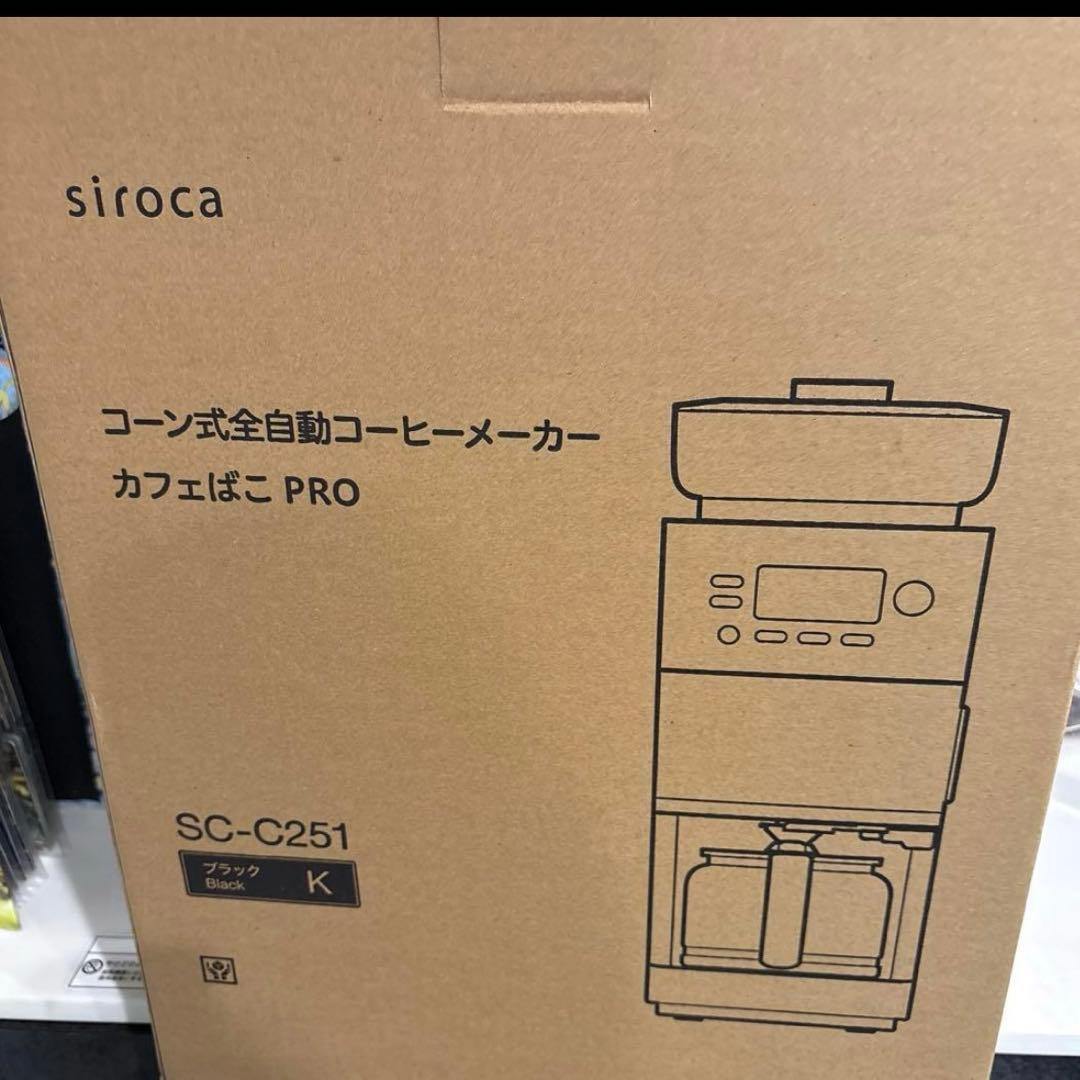 siroca
コーン式全自動コーヒーメーカー
カフェばこ PRO
SC-C251
ブラック
Black
K